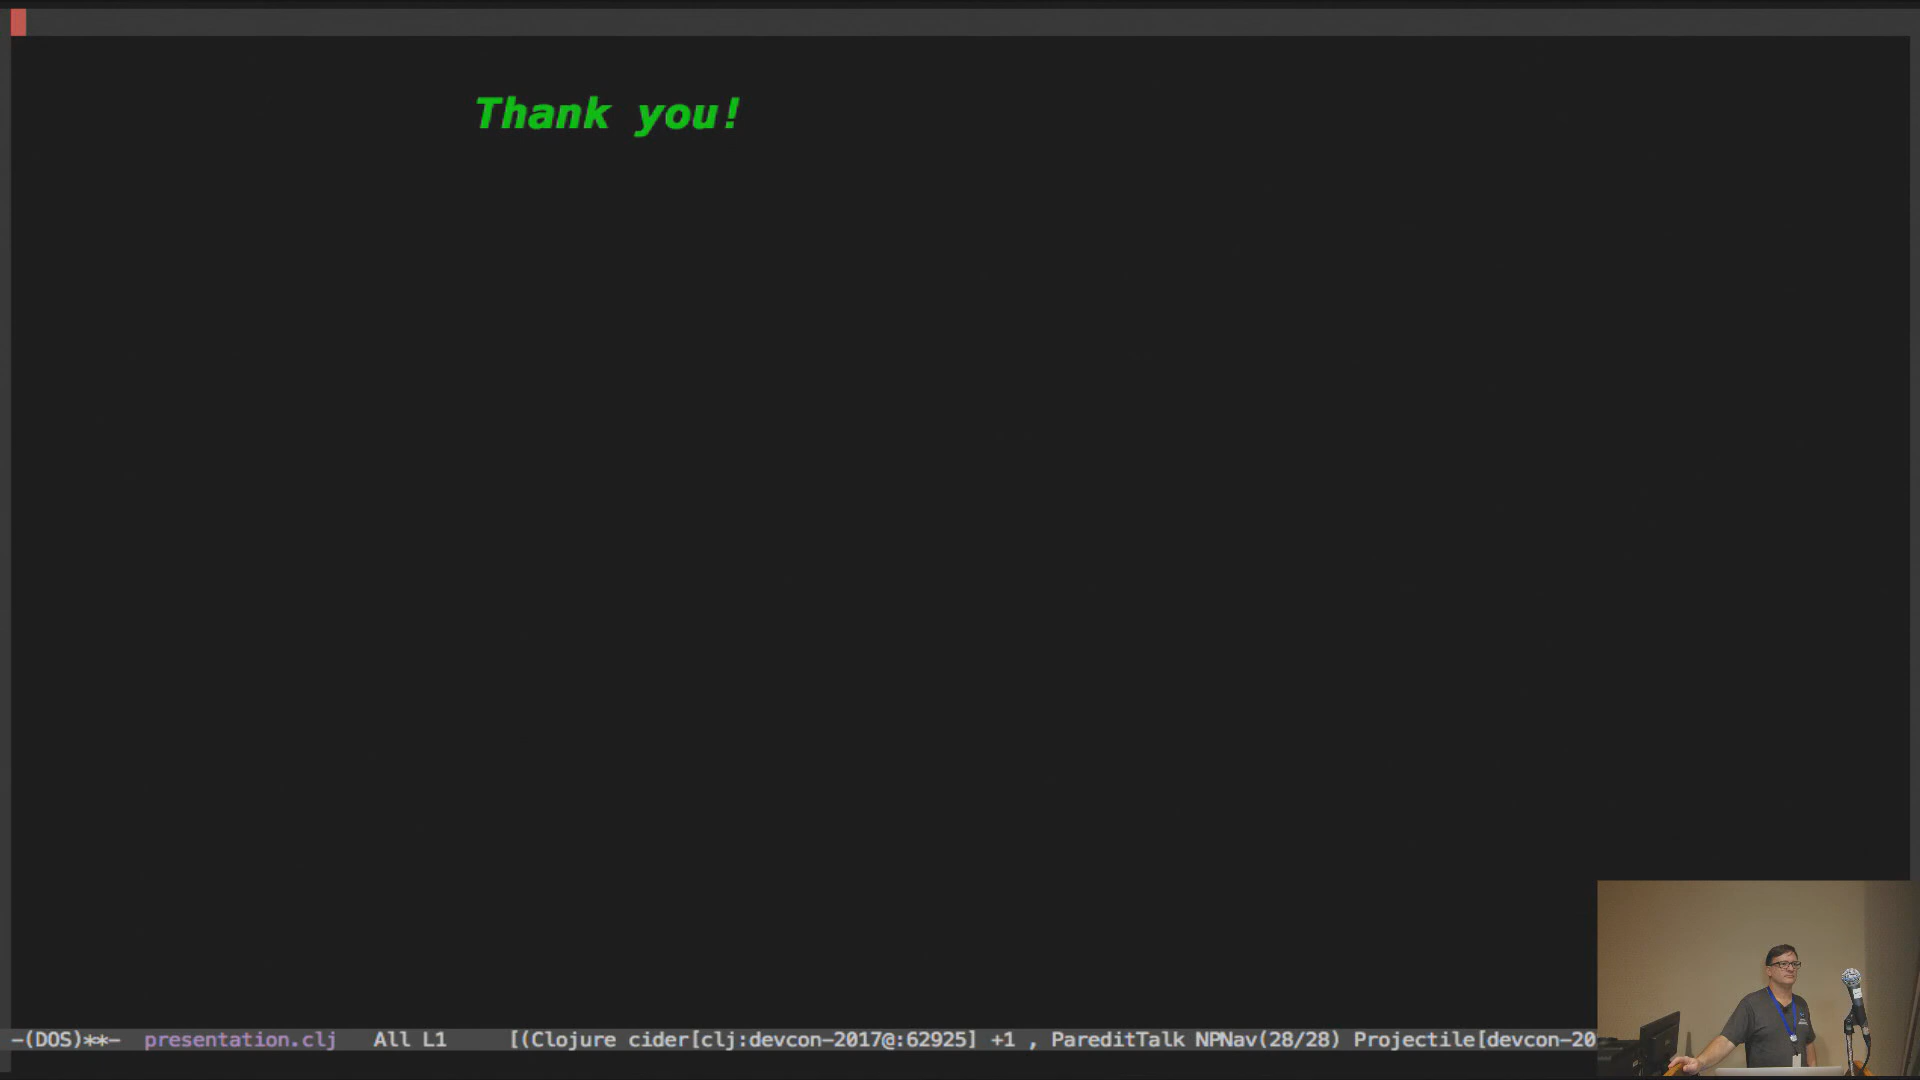 Thank you!
-(DOS)**- presentation.clj All L1 [(Clojure cider[clj:devcon-2017@:62925] +1 , PareditTalk NPNav(28/28) Projectile[devcon-20